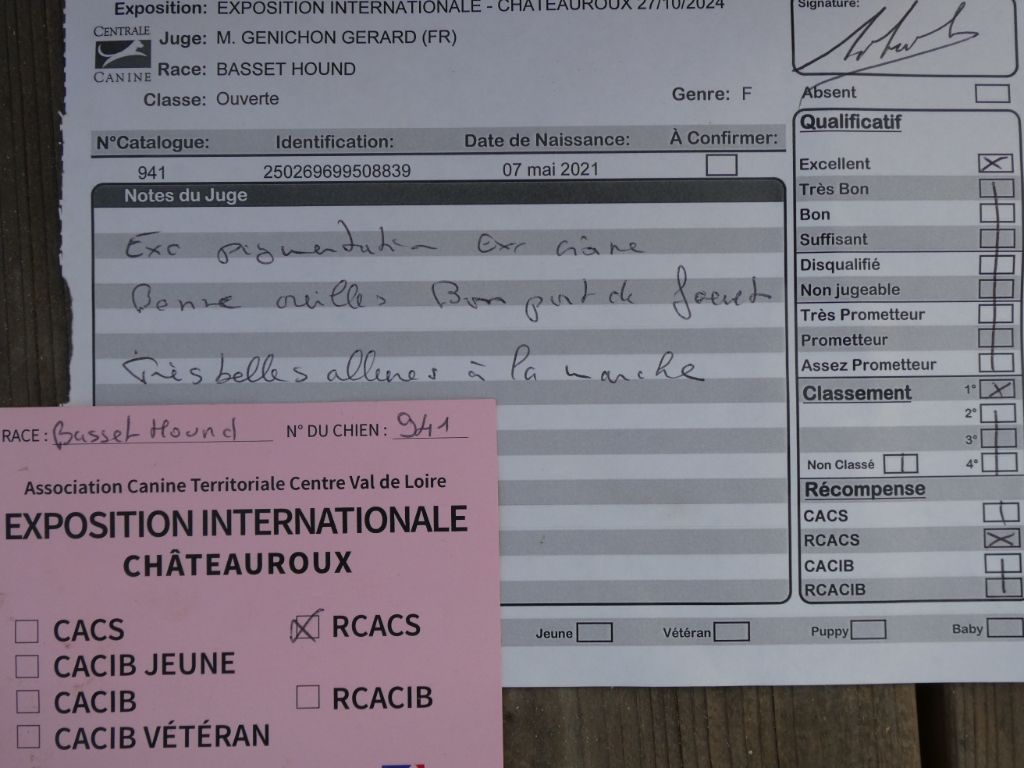 Exposition: EXPOSITION INTERNATIONALE - CHATEAUROUX 27/10/2024
Signature:
CENTRALE
CANINE
Juge: M. GENICHON GERARD (FR)
Race: BASSET HOUND
Classe: Ouverte
Genre: F
Absent
N°Catalogue: Identification: Date de Naissance: À Confirmer:
941 250269699508839 07 mai 2021
Notes du Juge
Exc pigmentation Exc crâne
Bonne oreilles Bon port de fouet
Très belles allures à la marche
Qualificatif
Excellent
Très Bon
Bon
Suffisant
Disqualifié
Non jugeable
Très Prometteur
Prometteur
Assez Prometteur
Classement 1°
2°
3°
Non Classé 4°
Récompense
CACS
RCACS
CACIB
RCACIB
Jeune Vétéran Puppy Baby
RACE : Basset Hound N° DU CHIEN : 941
Association Canine Territoriale Centre Val de Loire
EXPOSITION INTERNATIONALE
CHÂTEAUROUX
CACS RCACS
CACIB JEUNE
CACIB RCACIB
CACIB VÉTÉRAN